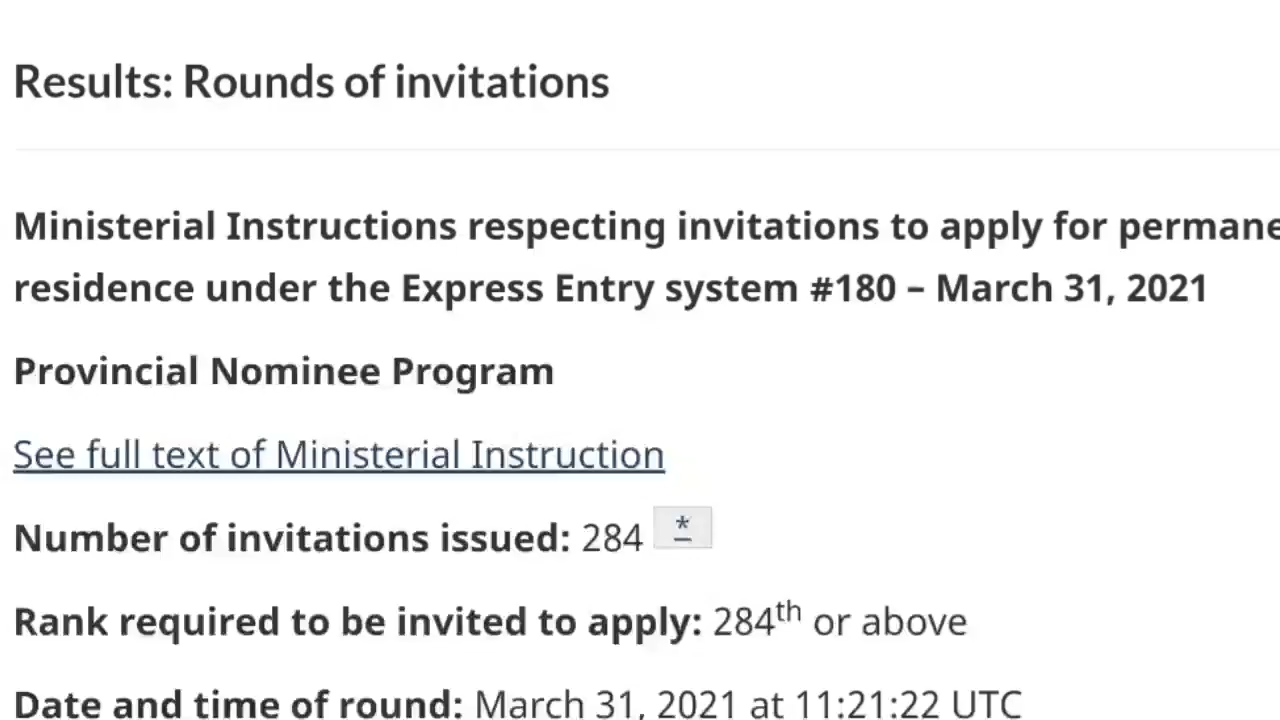 Results: Rounds of invitations
Ministerial Instructions respecting invitations to apply for permane
residence under the Express Entry system #180 – March 31, 2021
Provincial Nominee Program
See full text of Ministerial Instruction
Number of invitations issued: 284 *
Rank required to be invited to apply: 284th or above
Date and time of round: March 31, 2021 at 11:21:22 UTC